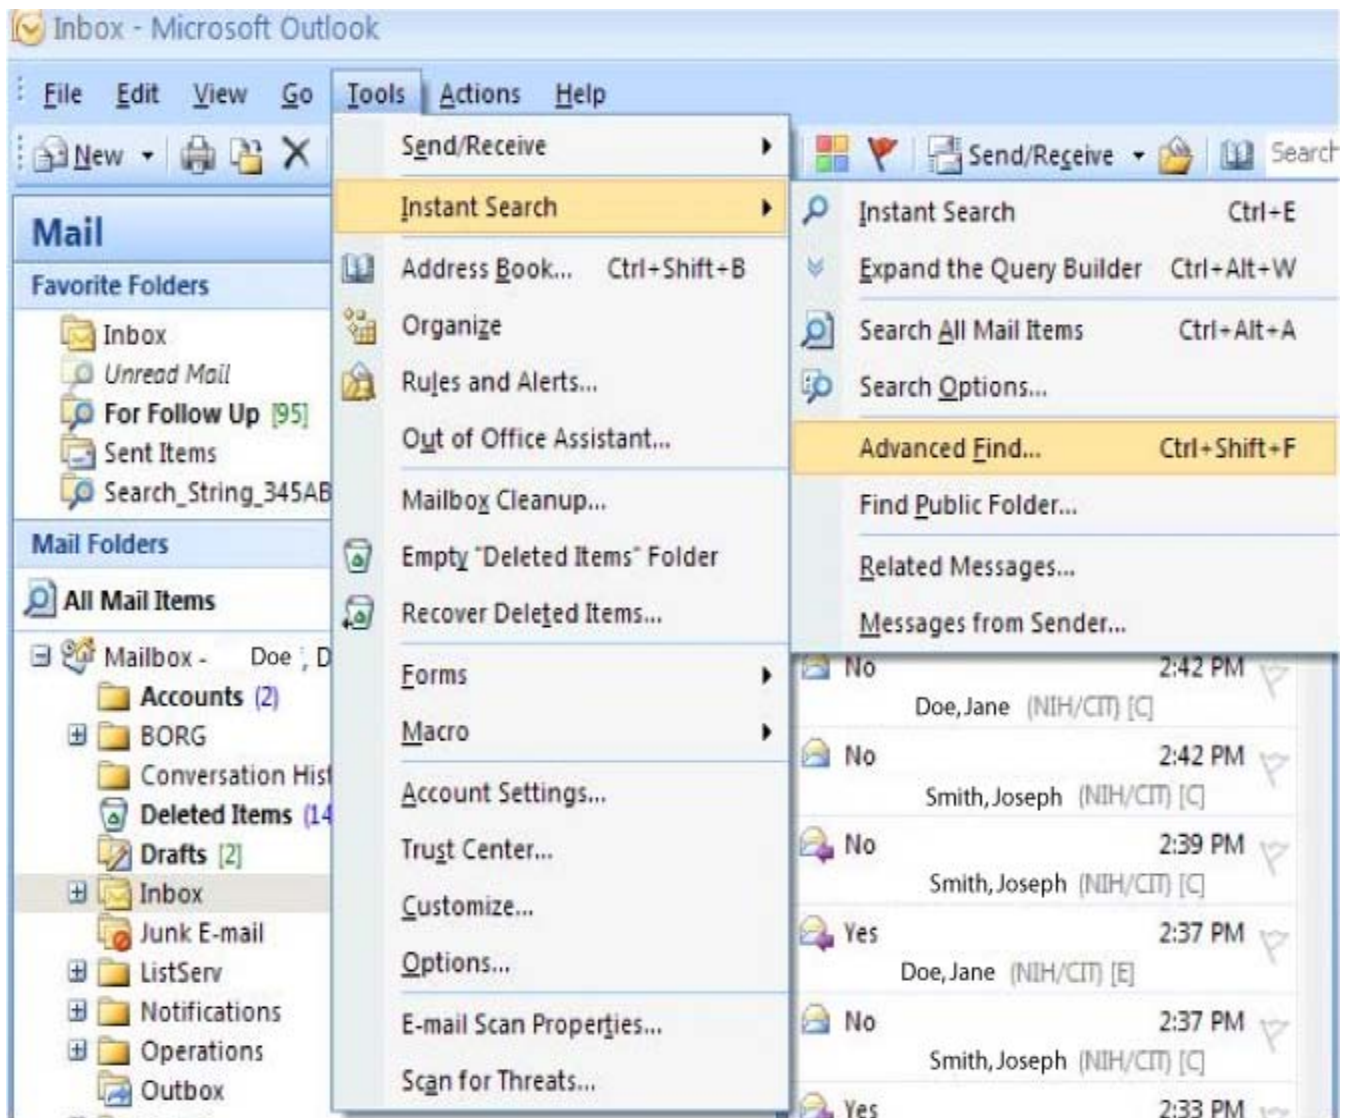 Inbox - Microsoft Outlook
File Edit View Go Tools Actions Help
New
Send/Receive
Search
Mail
Favorite Folders
Inbox
Unread Mail
For Follow Up [95]
Sent Items
Search_String_345AB
Mail Folders
All Mail Items
Mailbox - Doe , D
Accounts (2)
BORG
Conversation Hist
Deleted Items (14
Drafts [2]
Inbox
Junk E-mail
ListServ
Notifications
Operations
Outbox
Send/Receive
Instant Search
Address Book... Ctrl+Shift+B
Organize
Rules and Alerts...
Out of Office Assistant...
Mailbox Cleanup...
Empty "Deleted Items" Folder
Recover Deleted Items...
Forms
Macro
Account Settings...
Trust Center...
Customize...
Options...
E-mail Scan Properties...
Scan for Threats...
Instant Search Ctrl+E
Expand the Query Builder Ctrl+Alt+W
Search All Mail Items Ctrl+Alt+A
Search Options...
Advanced Find... Ctrl+Shift+F
Find Public Folder...
Related Messages...
Messages from Sender...
No 2:42 PM
Doe, Jane (NIH/CIT) [C]
No 2:42 PM
Smith, Joseph (NIH/CIT) [C]
No 2:39 PM
Smith, Joseph (NIH/CIT) [C]
Yes 2:37 PM
Doe, Jane (NIH/CIT) [E]
No 2:37 PM
Smith, Joseph (NIH/CIT) [C]
Yes 2:33 PM